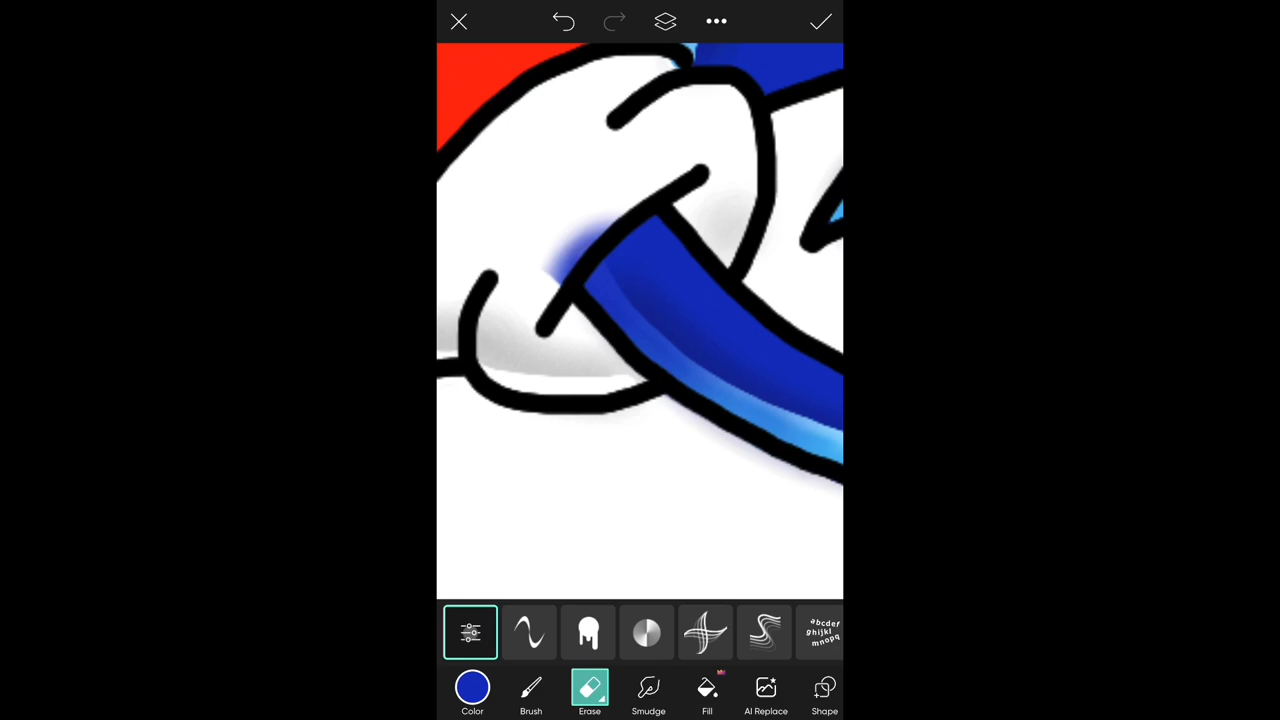 abcdef
ghijkl
mnopq
Color
Brush
Erase
Smudge
Fill
AI Replace
Shape